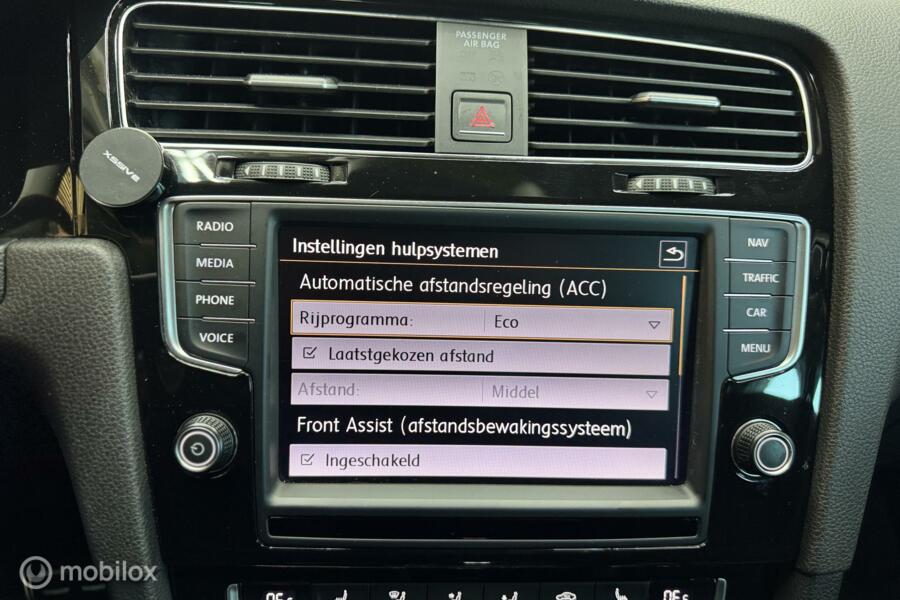 PASSENGER
AIR BAG
XSSIVE
RADIO
MEDIA
PHONE
VOICE
Instellingen hulpsystemen
Automatische afstandsregeling (ACC)
Rijprogramma: Eco
Laatstgekozen afstand
Afstand: Middel
Front Assist (afstandsbewakingssysteem)
Ingeschakeld
NAV
TRAFFIC
CAR
MENU
mobilox